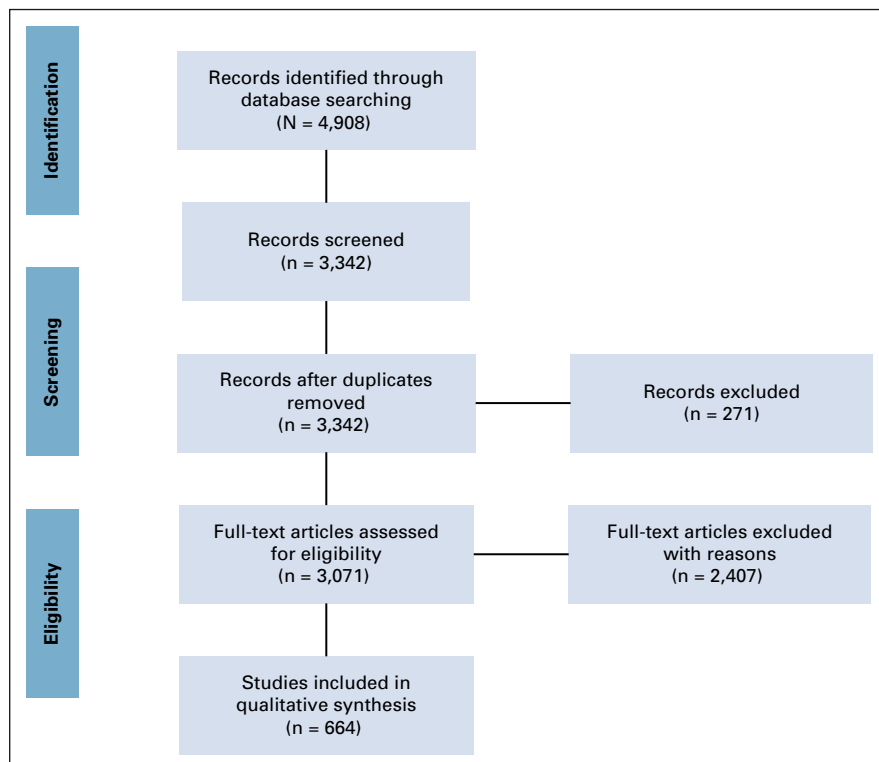 Identification
Records identified through
database searching
(N = 4,908)
Records screened
(n = 3,342)
Screening
Records after duplicates
removed
(n = 3,342)
Records excluded
(n = 271)
Eligibility
Full-text articles assessed
for eligibility
(n = 3,071)
Full-text articles excluded
with reasons
(n = 2,407)
Studies included in
qualitative synthesis
(n = 664)